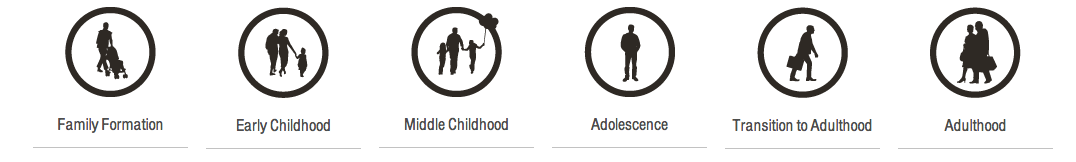 Family Formation
Early Childhood
Middle Childhood
Adolescence
Transition to Adulthood
Adulthood